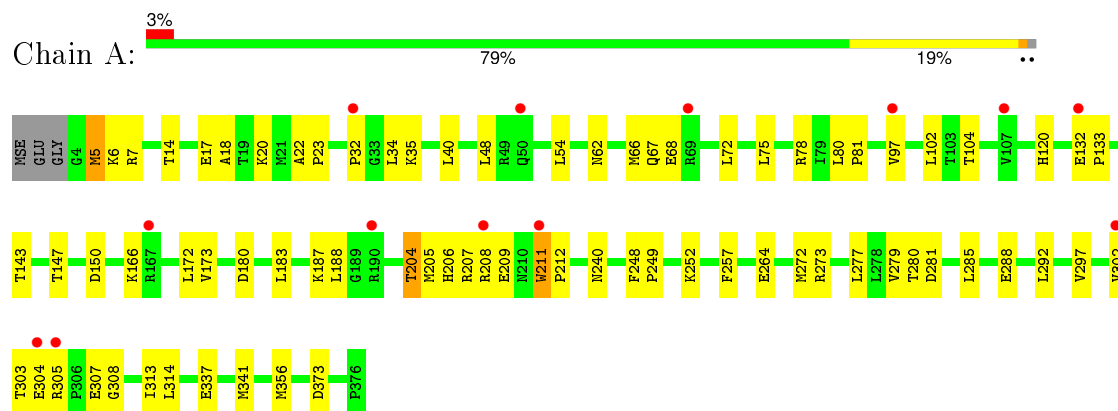 3%
Chain A:
79% 19% ..
MSE GLU GLY G4 M5 K6 R7 T14 E17 A18 T19 K20 M21 A22 P23 P32 G33 L34 K35 L40 L48 R49 Q50 L54 N62 M66 Q67 E68 R69 L72 L75 R78 I79 L80 P81 V97 L102 T103 T104 V107 H120 E132 P133
T143 T147 D150 K166 R167 L172 V173 D180 L183 K187 L188 G189 R190 T204 M205 H206 R207 R208 E209 N210 W211 P212 N240 F248 P249 K252 F257 E264 M272 R273 L277 L278 V279 T280 D281 L285 E288 L292 V297
T303 E304 R305 P306 E307 G308 I313 L314 E337 M341 M356 D373 P376